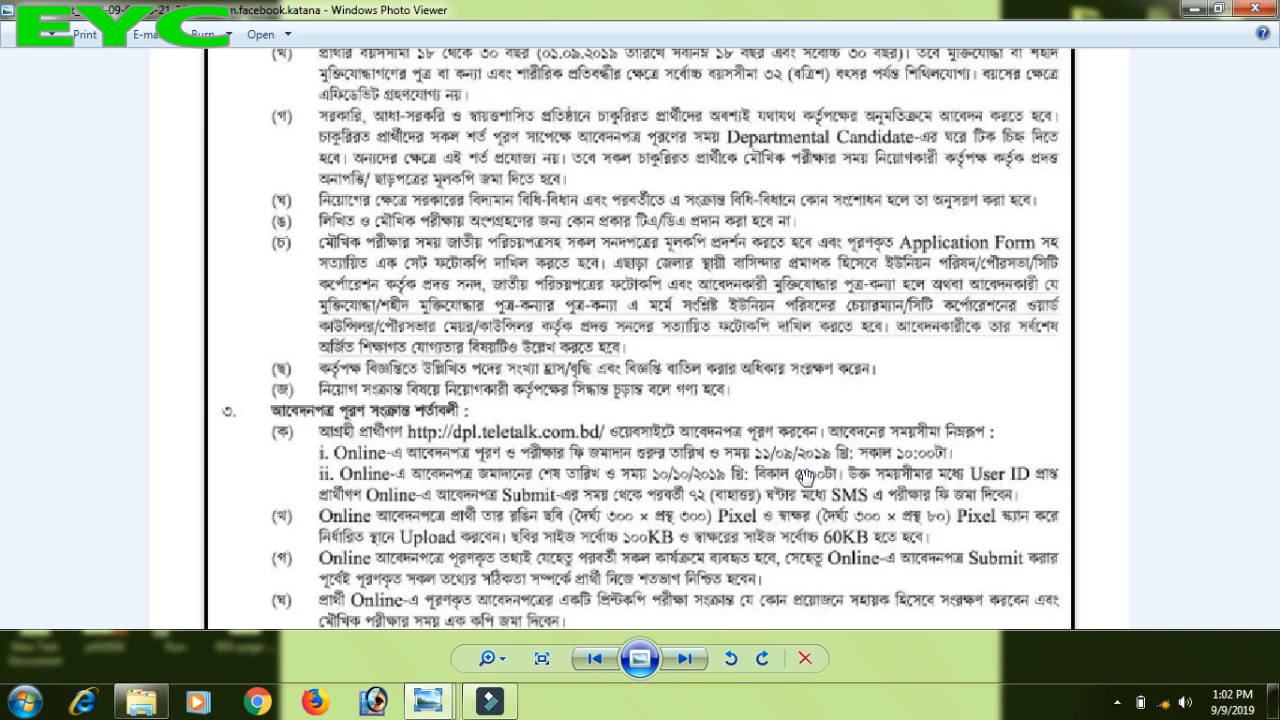 EYC
.facebook.katana - Windows Photo Viewer
Print
Burn
Open
(খ) প্রার্থীর বয়সসীমা ১৮ থেকে ৩০ বছর (০১.০৯.২০১৯ তারিখে সর্বনিম্ন ১৮ বছর এবং সর্বোচ্চ ৩০ বছর)। তবে মুক্তিযোদ্ধা বা শহীদ
মুক্তিযোদ্ধাগণের পুত্র বা কন্যা এবং শারীরিক প্রতিবন্ধীর ক্ষেত্রে সর্বোচ্চ বয়সসীমা ৩২ (বত্রিশ) বৎসর পর্যন্ত শিথিলযোগ্য। বয়সের ক্ষেত্রে
এফিডেভিট গ্রহণযোগ্য নয়।
(গ) সরকারি, আধা-সরকরি ও স্বায়ত্তশাসিত প্রতিষ্ঠানে চাকুরিরত প্রার্থীদের অবশ্যই যথাযথ কর্তৃপক্ষের অনুমতিক্রমে আবেদন করতে হবে।
চাকুরিরত প্রার্থীদের সকল শর্ত পূরণ সাপেক্ষে আবেদনপত্র পূরণের সময় Departmental Candidate-এর ঘরে টিক চিহ্ন দিতে
হবে। অন্যদের ক্ষেত্রে এই শর্ত প্রযোজ্য নয়। তবে সকল চাকুরিরত প্রার্থীকে মৌখিক পরীক্ষার সময় নিয়োগকারী কর্তৃপক্ষ কর্তৃক প্রদত্ত
অনাপত্তি/ ছাড়পত্রের মূলকপি জমা দিতে হবে।
(ঘ) নিয়োগের ক্ষেত্রে সরকারের বিদ্যমান বিধি-বিধান এবং পরবর্তীতে এ সংক্রান্ত বিধি-বিধানে কোন সংশোধন হলে তা অনুসরণ করা হবে।
(ঙ) লিখিত ও মৌখিক পরীক্ষায় অংশগ্রহণের জন্য কোন প্রকার টিএ/ডিএ প্রদান করা হবে না।
(চ) মৌখিক পরীক্ষার সময় জাতীয় পরিচয়পত্রসহ সকল সনদপত্রের মূলকপি প্রদর্শন করতে হবে এবং পূরণকৃত Application Form সহ
সত্যায়িত এক সেট ফটোকপি দাখিল করতে হবে। এছাড়া জেলার স্থায়ী বাসিন্দার প্রমাপক হিসেবে ইউনিয়ন পরিষদ/পৌরসভা/সিটি
কর্পোরেশন কর্তৃক প্রদত্ত সনদ, জাতীয় পরিচয়পত্রের ফটোকপি এবং আবেদনকারী মুক্তিযোদ্ধার পুত্র-কন্যা হলে অথবা আবেদনকারী যে
মুক্তিযোদ্ধা/শহীদ মুক্তিযোদ্ধার পুত্র-কন্যার পুত্র-কন্যা এ মর্মে সংশ্লিষ্ট ইউনিয়ন পরিষদের চেয়ারম্যান/সিটি কর্পোরেশনের ওয়ার্ড
কাউন্সিলর/পৌরসভার মেয়র/কাউন্সিলর কর্তৃক প্রদত্ত সনদের সত্যায়িত ফটোকপি দাখিল করতে হবে। আবেদনকারীকে তার সর্বশেষ
অর্জিত শিক্ষাগত যোগ্যতার বিষয়টিও উল্লেখ করতে হবে।
(ছ) কর্তৃপক্ষ বিজ্ঞপ্তিতে উল্লিখিত পদের সংখ্যা হ্রাস/বৃদ্ধি এবং বিজ্ঞপ্তি বাতিল করার অধিকার সংরক্ষণ করেন।
(জ) নিয়োগ সংক্রান্ত বিষয়ে নিয়োগকারী কর্তৃপক্ষের সিদ্ধান্ত চূড়ান্ত বলে গণ্য হবে।
৩. আবেদনপত্র পূরণ সংক্রান্ত শর্তাবলী :
(ক) আগ্রহী প্রার্থীগণ http://dpl.teletalk.com.bd/ ওয়েবসাইটে আবেদনপত্র পূরণ করবেন। আবেদনের সময়সীমা নিম্নরূপ :
i. Online-এ আবেদনপত্র পূরণ ও পরীক্ষার ফি জমাদান শুরুর তারিখ ও সময় ১১/০৯/২০১৯ খ্রি: সকাল ১০:০০টা।
ii. Online-এ আবেদনপত্র জমাদানের শেষ তারিখ ও সময় ১০/১০/২০১৯ খ্রি: বিকাল উক্ত সময়সীমার মধ্যে User ID প্রাপ্ত
প্রার্থীগণ Online-এ আবেদনপত্র Submit-এর সময় থেকে পরবর্তী ৭২ (বাহাত্তর) ঘন্টার মধ্যে SMS এ পরীক্ষার ফি জমা দিবেন।
(খ) Online আবেদনপত্রে প্রার্থী তার রঙিন ছবি (দৈর্ঘ্য ৩০০ × প্রস্থ ৩০০) Pixel ও স্বাক্ষর (দৈর্ঘ্য ৩০০ × প্রস্থ ৮০) Pixel স্ক্যান করে
নির্ধারিত স্থানে Upload করবেন। ছবির সাইজ সর্বোচ্চ ১০০KB ও স্বাক্ষরের সাইজ সর্বোচ্চ 60KB হতে হবে।
(গ) Online আবেদনপত্রে পূরণকৃত তথ্যই যেহেতু পরবর্তী সকল কার্যক্রমে ব্যবহৃত হবে, সেহেতু Online-এ আবেদনপত্র Submit করার
পূর্বেই পূরণকৃত সকল তথ্যের সঠিকতা সম্পর্কে প্রার্থী নিজে শতভাগ নিশ্চিত হবেন।
(ঘ) প্রার্থী Online-এ পূরণকৃত আবেদনপত্রের একটি প্রিন্টকপি পরীক্ষা সংক্রান্ত যে কোন প্রয়োজনে সহায়ক হিসেবে সংরক্ষণ করবেন এবং
মৌখিক পরীক্ষার সময় এক কপি জমা দিবেন।
1:02 PM
9/9/2019